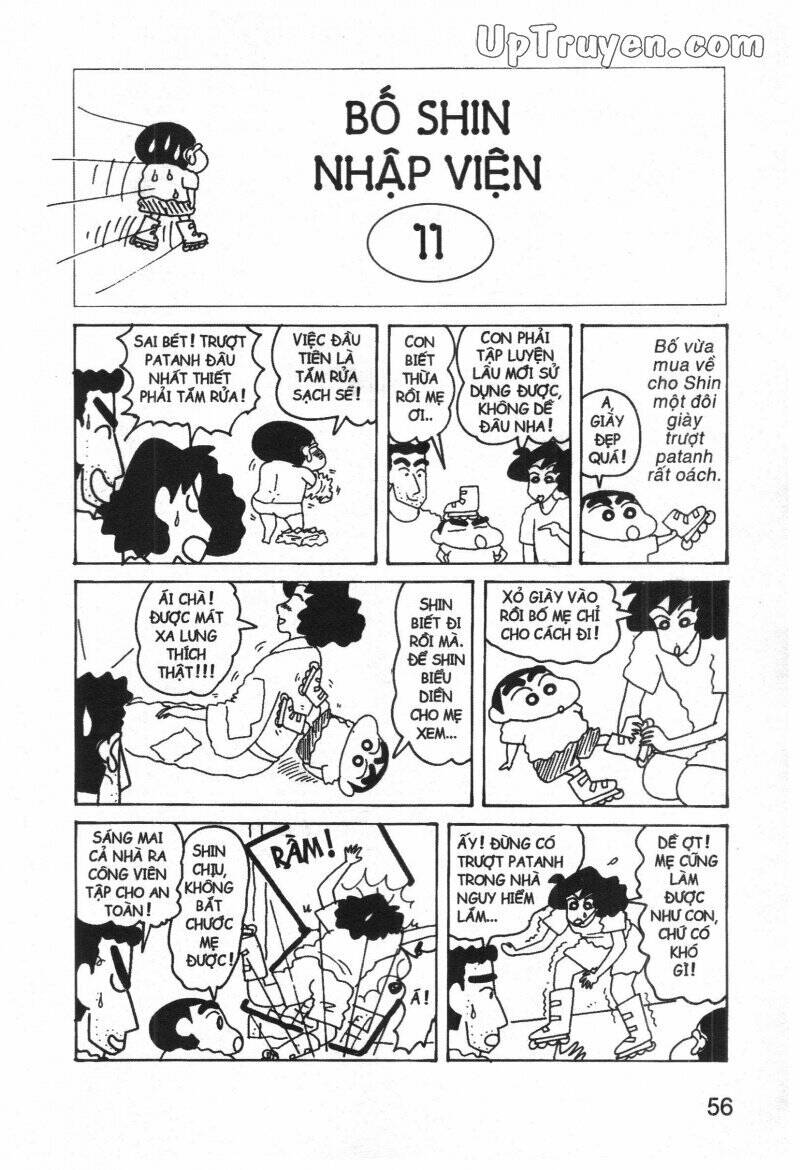 UpTruyen.com
BỐ SHIN
NHẬP VIỆN
11
Bố vừa
mua về
cho Shin
một đôi
giày
trượt
patanh
rất oách.
A,
GIÀY
ĐẸP
QUÁ!
CON PHẢI
TẬP LUYỆN
LÂU MỚI SỬ
DỤNG ĐƯỢC,
KHÔNG DỄ
ĐÂU NHA!
CON
BIẾT
THỪA
RỒI MẸ
ƠI..
VIỆC ĐẦU
TIÊN LÀ
TẮM RỬA
SẠCH SẼ!
SAI BÉT! TRƯỢT
PATANH ĐÂU
NHẤT THIẾT
PHẢI TẮM RỬA!
XỎ GIÀY VÀO
RỒI BỐ MẸ CHỈ
CHO CÁCH ĐI!
SHIN
BIẾT ĐI
RỒI MÀ.
ĐỂ SHIN
BIỂU
DIỄN
CHO MẸ
XEM...
ÁI CHÀ!
ĐƯỢC MÁT
XA LƯNG
THÍCH
THẬT!!!
DỄ ỢT!
MẸ CŨNG
LÀM
ĐƯỢC
NHƯ CON,
CHỨ CÓ
KHÓ
GÌ!
ẤY! ĐỪNG CÓ
TRƯỢT PATANH
TRONG NHÀ
NGUY HIỂM
LẮM...
RẦM!
Á!
SHIN
CHỊU,
KHÔNG
BẮT
CHƯỚC
MẸ
ĐƯỢC!
SÁNG MAI
CẢ NHÀ RA
CÔNG VIÊN
TẬP CHO AN
TOÀN!
56